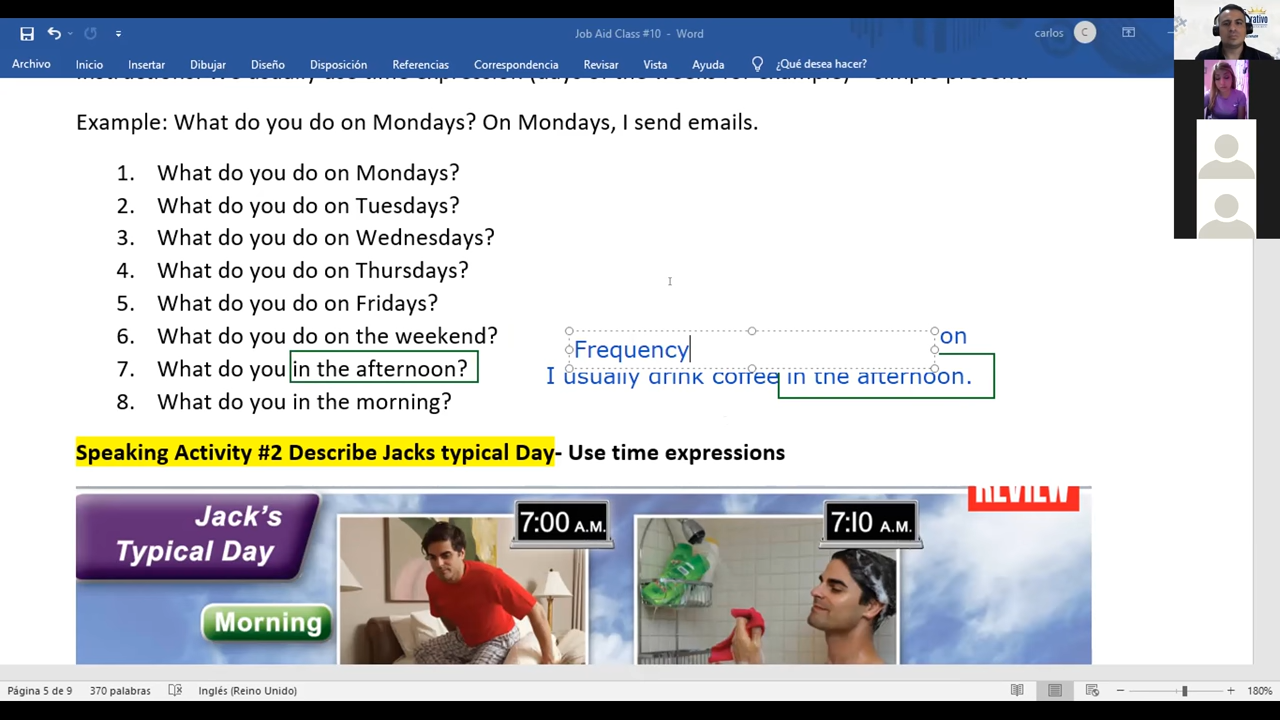 Job Aid Class #10 - Word
carlos
C
rativo
Archivo Inicio Insertar Dibujar Diseño Disposición Referencias Correspondencia Revisar Vista Ayuda ¿Qué desea hacer?
Example: What do you do on Mondays? On Mondays, I send emails.
1. What do you do on Mondays?
2. What do you do on Tuesdays?
3. What do you do on Wednesdays?
4. What do you do on Thursdays?
5. What do you do on Fridays?
6. What do you do on the weekend?
on
Frequency
7. What do you in the afternoon?
I usually drink coffee in the afternoon.
8. What do you in the morning?
Speaking Activity #2 Describe Jacks typical Day- Use time expressions
REVIEW
Jack's
Typical Day
7:00 A.M.
7:10 A.M.
Morning
Página 5 de 9 370 palabras Inglés (Reino Unido) 180%